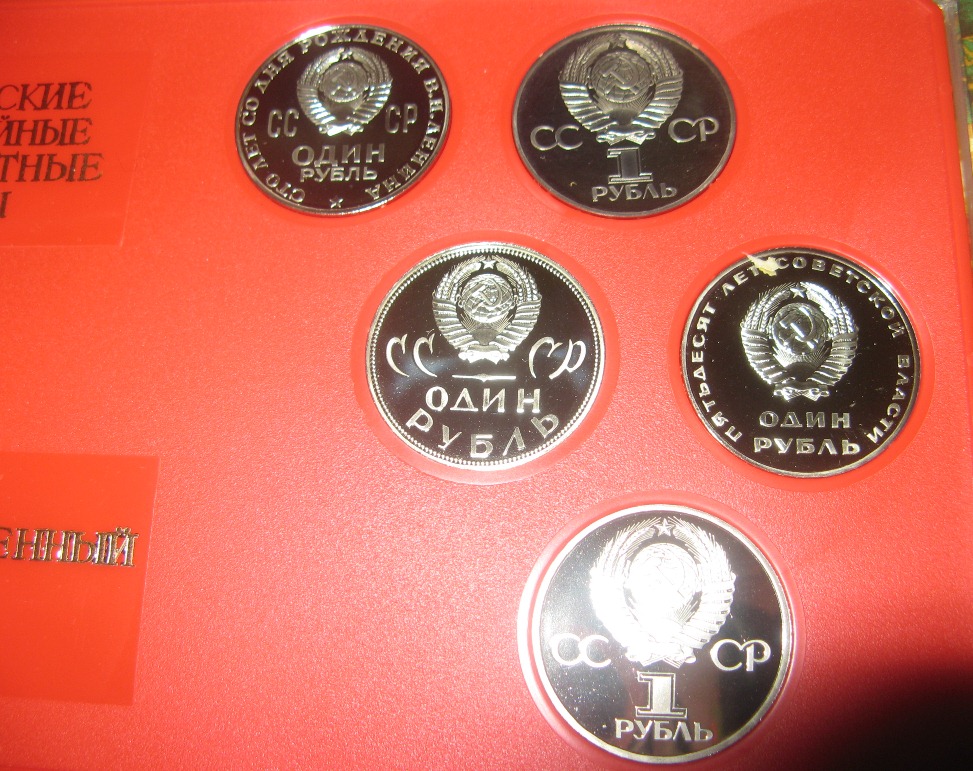 СКИЕ
ЙНЫЕ
ТНЫЕ
Ы
ЕННЫЙ
СТО ЛЕТ СО ДНЯ РОЖДЕНИЯ В.И.ЛЕНИНА
СС СР
ОДИН
РУБЛЬ
СС СР
1
РУБЛЬ
СС СР
ОДИН
РУБЛЬ
ПЯТЬДЕСЯТ ЛЕТ СОВЕТСКОЙ ВЛАСТИ
ОДИН
РУБЛЬ
СС СР
1
РУБЛЬ